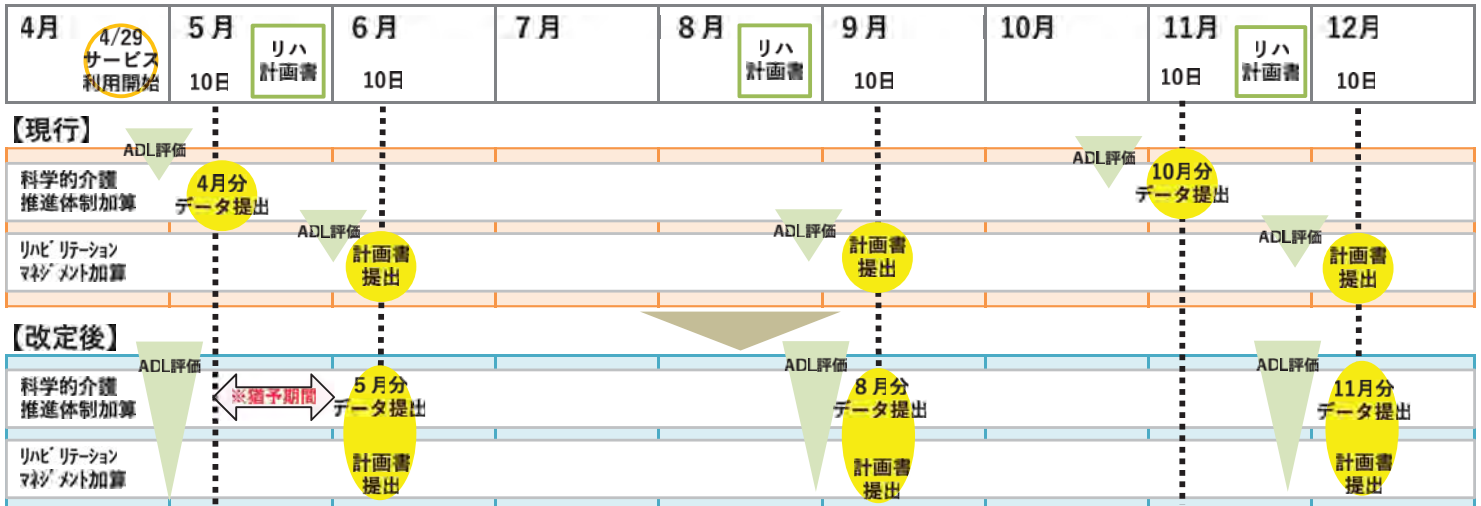 4月
4/29
サービス
利用開始
5月
10日
リハ
計画書
6月
10日
7月
8月
リハ
計画書
9月
10日
10月
11月
10日
リハ
計画書
12月
10日
【現行】
ADL評価
ADL評価
科学的介護
推進体制加算
4月分
データ提出
10月分
データ提出
ADL評価
ADL評価
ADL評価
リハビリテーション
マネジメント加算
計画書
提出
計画書
提出
計画書
提出
【改定後】
ADL評価
ADL評価
ADL評価
科学的介護
推進体制加算
※猶予期間
5月分
データ提出
8月分
データ提出
11月分
データ提出
リハビリテーション
マネジメント加算
計画書
提出
計画書
提出
計画書
提出